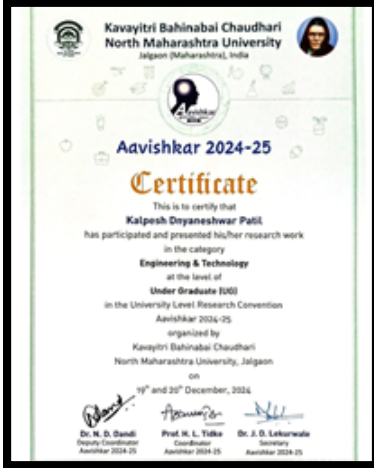 Kavayitri Bahinabai Chaudhari
North Maharashtra University
Jalgaon (Maharashtra), India
Aavishkar
Aavishkar 2024-25
Certificate
This is to certify that
Kalpesh Dnyaneshwar Patil
has participated and presented his/her research work
in the category
Engineering & Technology
at the level of
Under Graduate (UG)
in the University Level Research Convention
Aavishkar 2024-25
organized by
Kavayitri Bahinabai Chaudhari
North Maharashtra University, Jalgaon
on
19th and 20th December, 2024
Dr. N. D. Dandi Prof. H. L. Tidke Dr. J. D. Lekurwale
Deputy Coordinator Coordinator Secretary
Aavishkar 2024-25 Aavishkar 2024-25 Aavishkar 2024-25